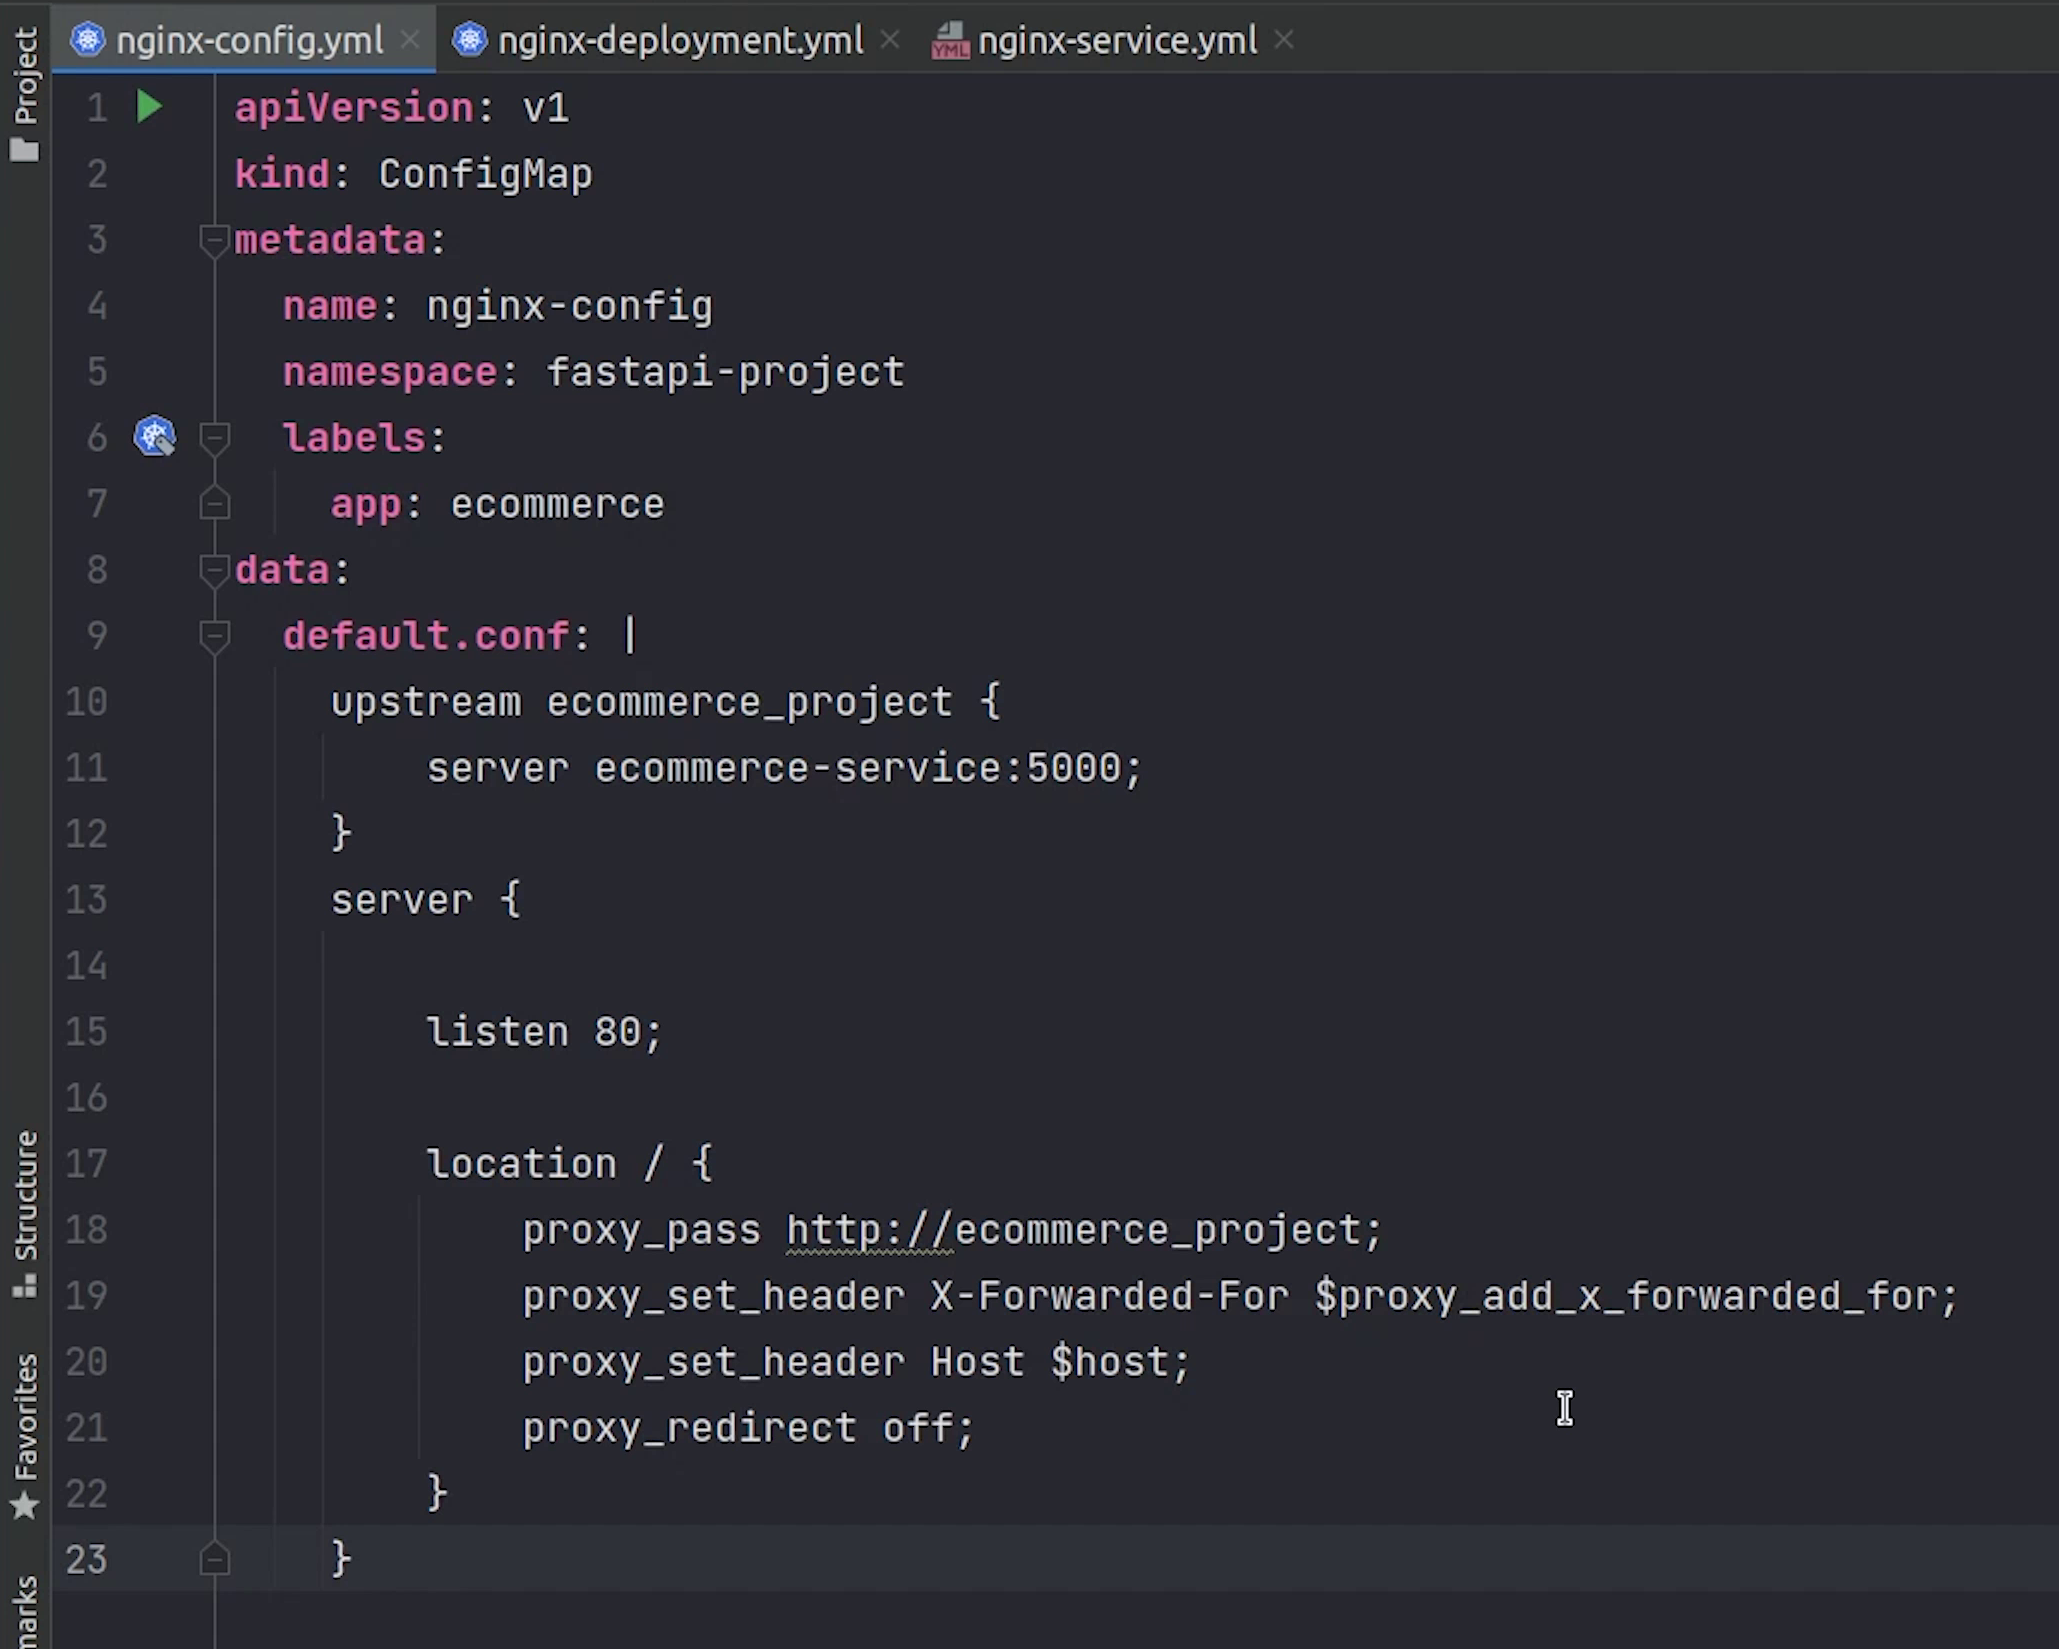 Project
nginx-config.yml
nginx-deployment.yml
YML
nginx-service.yml
1 apiVersion: v1
2 kind: ConfigMap
3 metadata:
4   name: nginx-config
5   namespace: fastapi-project
6   labels:
7     app: ecommerce
8 data:
9   default.conf: |
10     upstream ecommerce_project {
11         server ecommerce-service:5000;
12     }
13     server {
14
15         listen 80;
16
17         location / {
18             proxy_pass http://ecommerce_project;
19             proxy_set_header X-Forwarded-For $proxy_add_x_forwarded_for;
20             proxy_set_header Host $host;
21             proxy_redirect off;
22         }
23     }
Structure
Favorites